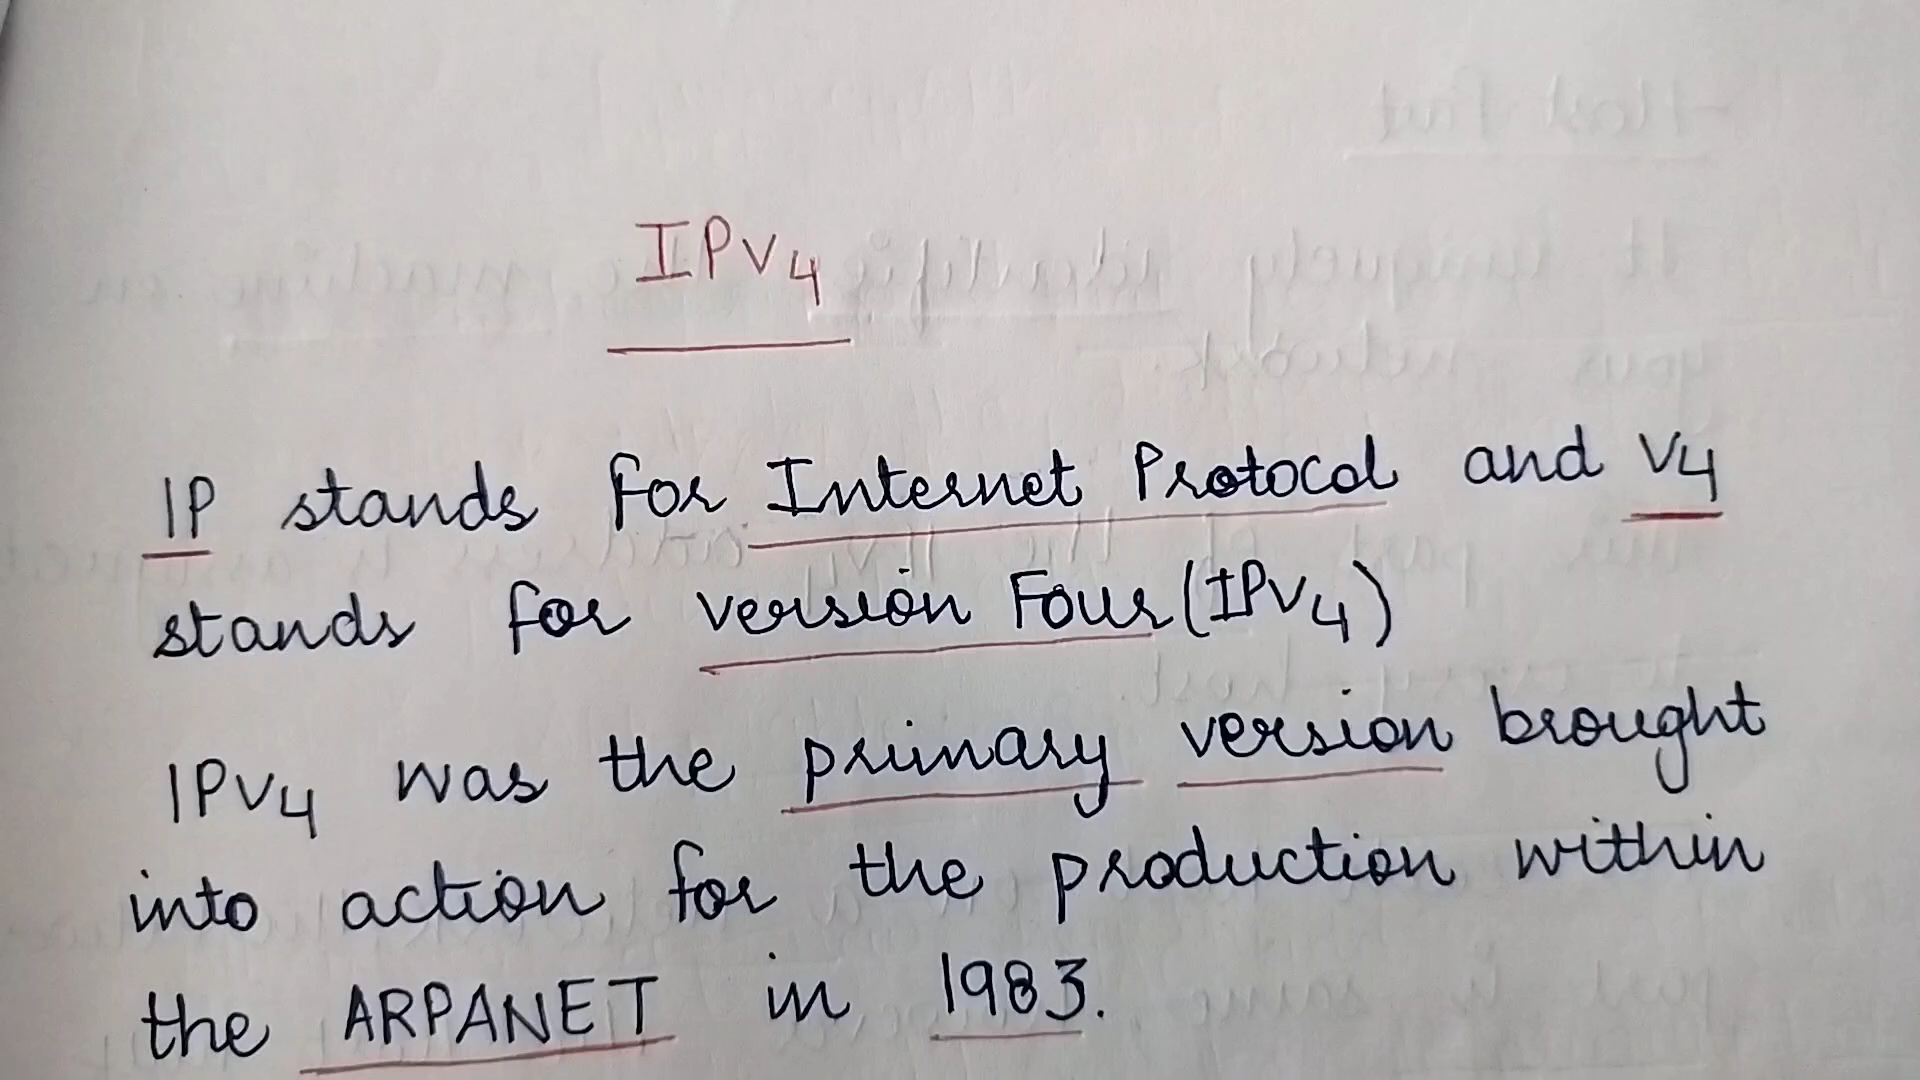 IPv4
IP stands for Internet Protocol and V4
stands for version Four (IPV4)
IPV4 was the primary version brought
into action for the production within
the ARPANET in 1983.